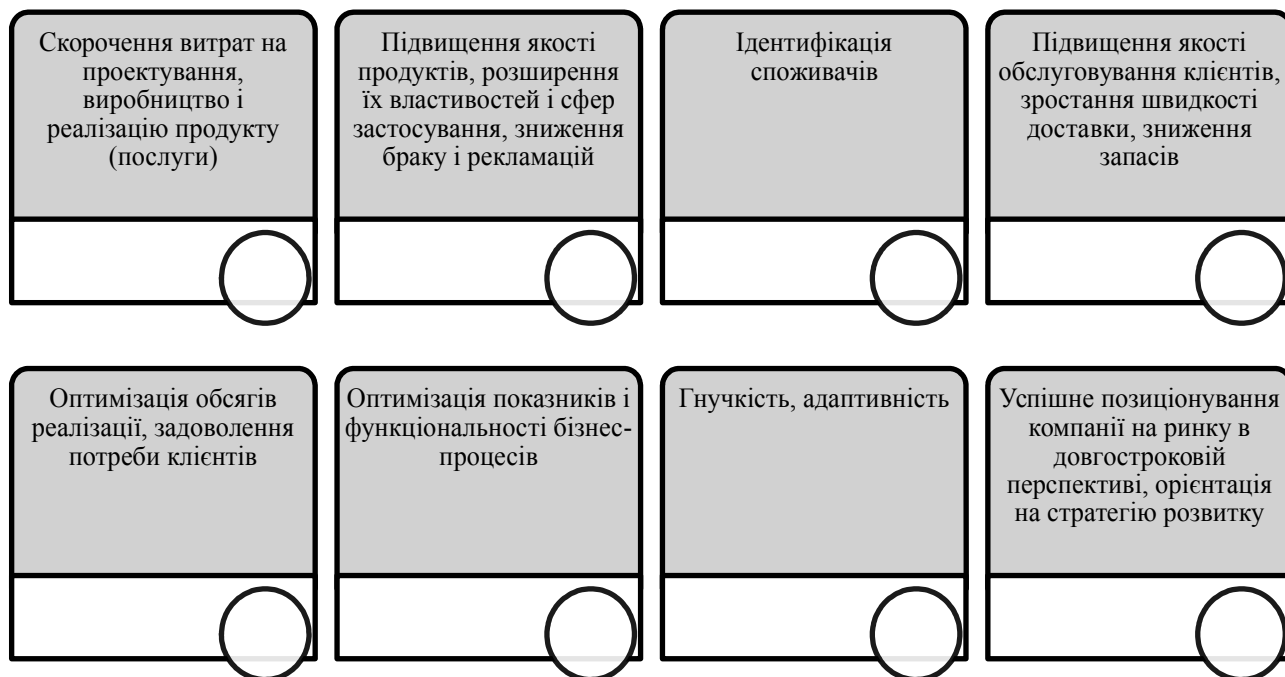 Скорочення витрат на
проектування,
виробництво і
реалізацію продукту
(послуги)
Підвищення якості
продуктів, розширення
їх властивостей і сфер
застосування, зниження
браку і рекламацій
Ідентифікація
споживачів
Підвищення якості
обслуговування клієнтів,
зростання швидкості
доставки, зниження
запасів
Оптимізація обсягів
реалізації, задоволення
потреби клієнтів
Оптимізація показників і
функціональності бізнес-
процесів
Гнучкість, адаптивність
Успішне позиціонування
компанії на ринку в
довгостроковій
перспективі, орієнтація
на стратегію розвитку